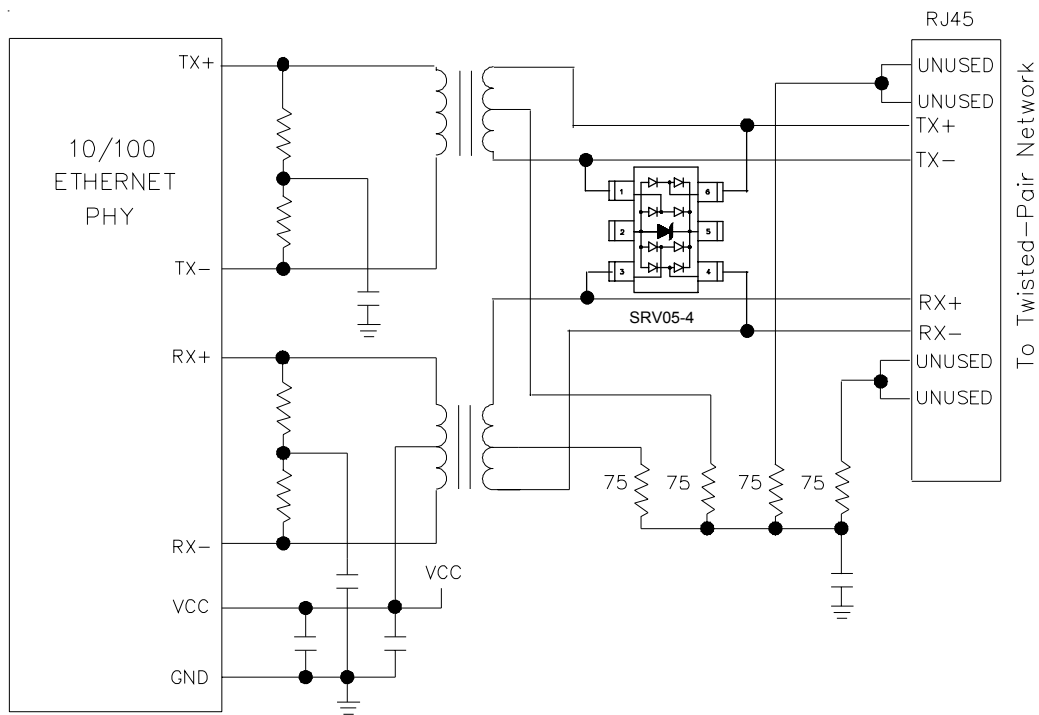 RJ45
TX+
UNUSED
UNUSED
TX+
TX-
10/100
ETHERNET
PHY
1
6
2
5
3
4
TX-
SRV05-4
RX+
RX-
RX+
UNUSED
UNUSED
To Twisted-Pair Network
75
75
75
75
RX-
VCC
VCC
GND